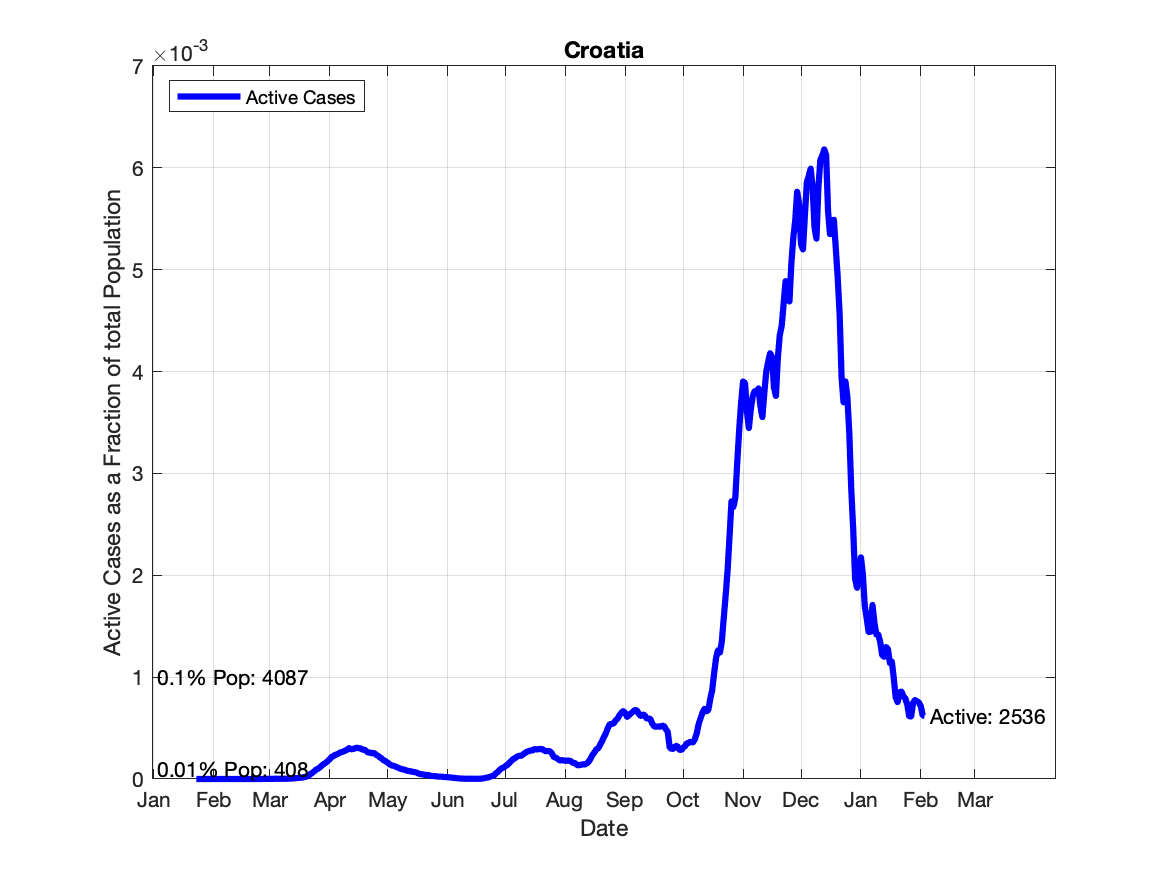 Croatia
×10-3
7
6
5
4
3
2
1
0
Active Cases
0.1% Pop: 4087
0.01% Pop: 408
Active: 2536
Active Cases as a Fraction of total Population
Jan Feb Mar Apr May Jun Jul Aug Sep Oct Nov Dec Jan Feb Mar
Date